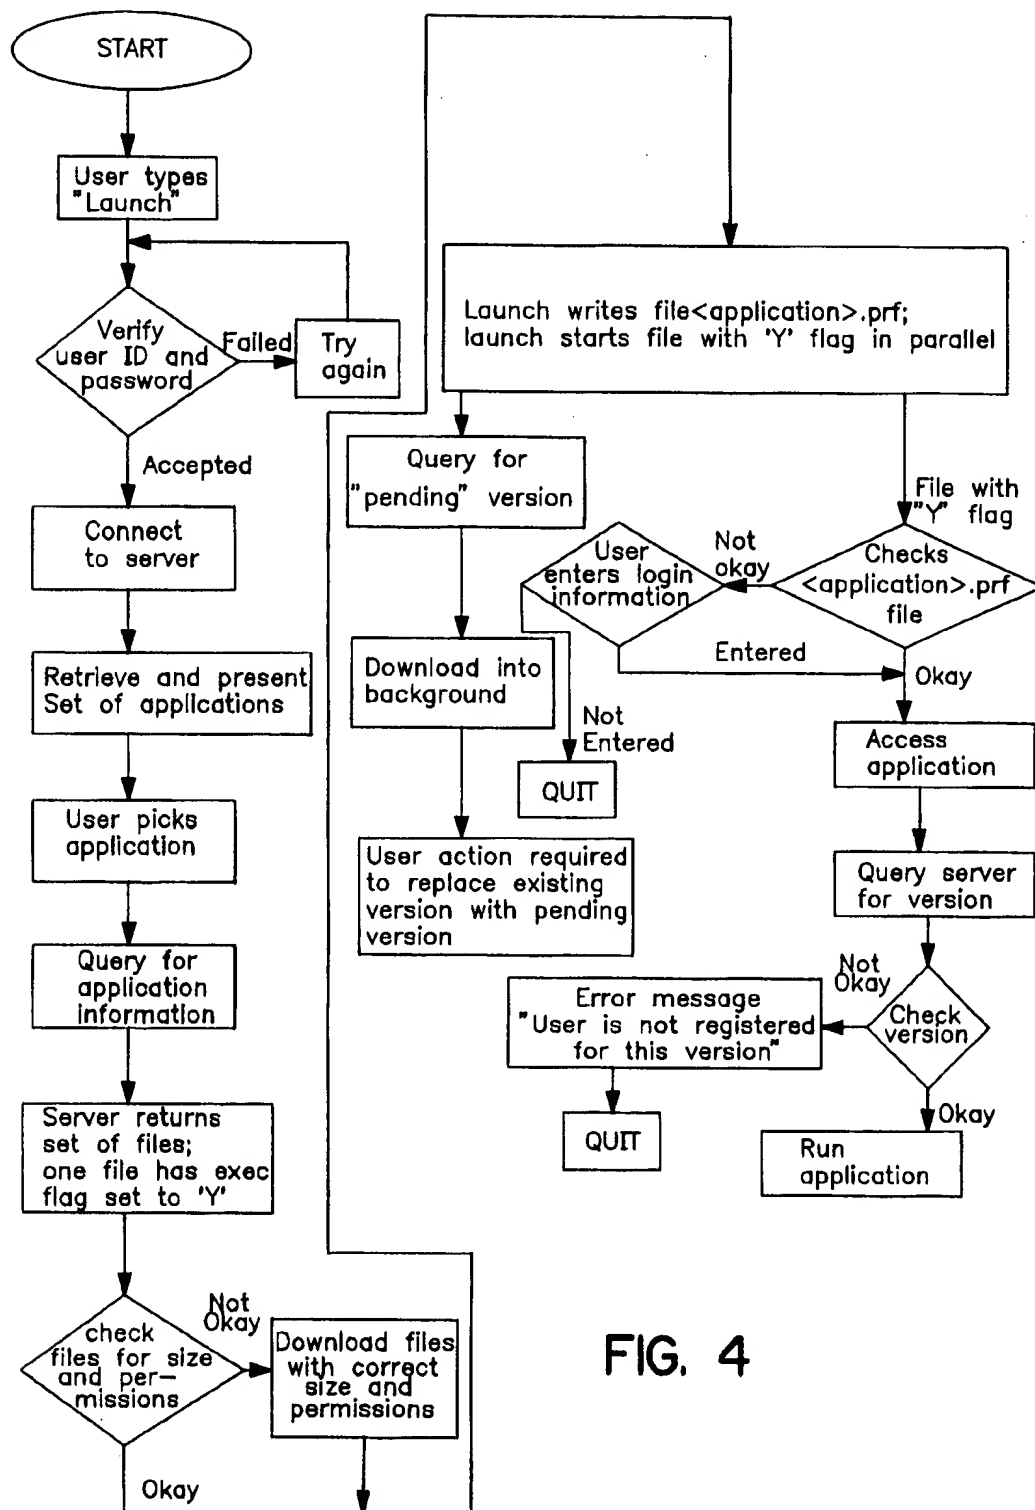 START
User types
"Launch"
Verify
user ID and
password
Failed
Try
again
Accepted
Connect
to server
Retrieve and present
Set of applications
User picks
application
Query for
application
information
Server returns
set of files;
one file has exec
flag set to 'Y'
check
files for size
and per-
missions
Not
Okay
Download files
with correct
size and
permissions
Okay
Launch writes file<application>.prf;
launch starts file with 'Y' flag in parallel
Query for
"pending" version
Download into
background
User action required
to replace existing
version with pending
version
File with
"Y" flag
Checks
<application>.prf
file
Not
okay
User
enters login
information
Entered
Not
Entered
QUIT
Okay
Access
application
Query server
for version
Check
version
Not
Okay
Error message
"User is not registered
for this version"
QUIT
Okay
Run
application
FIG. 4